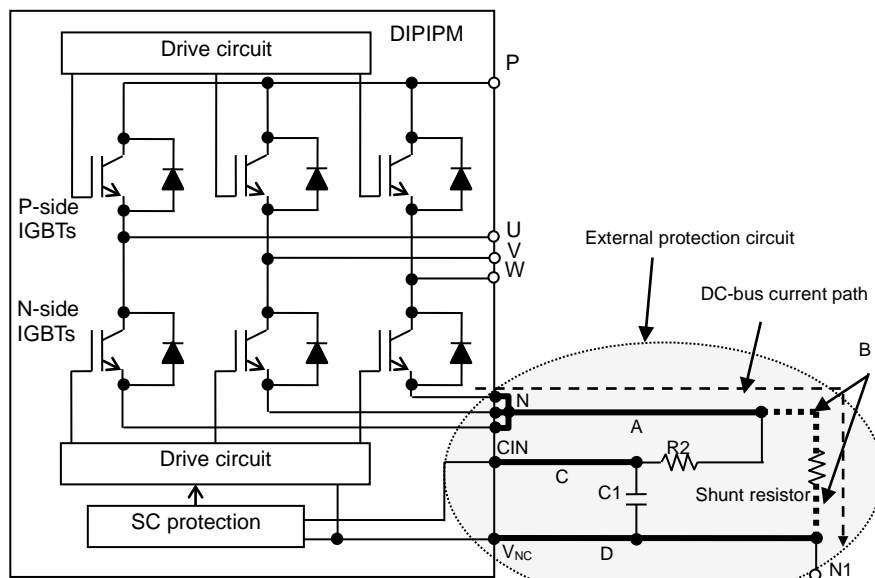 DIPIPM
Drive circuit
P
P-side
IGBTs
U
V
W
External protection circuit
DC-bus current path
N-side
IGBTs
B
N
A
CIN
R2
C
Drive circuit
C1
Shunt resistor
SC protection
VNC
D
N1